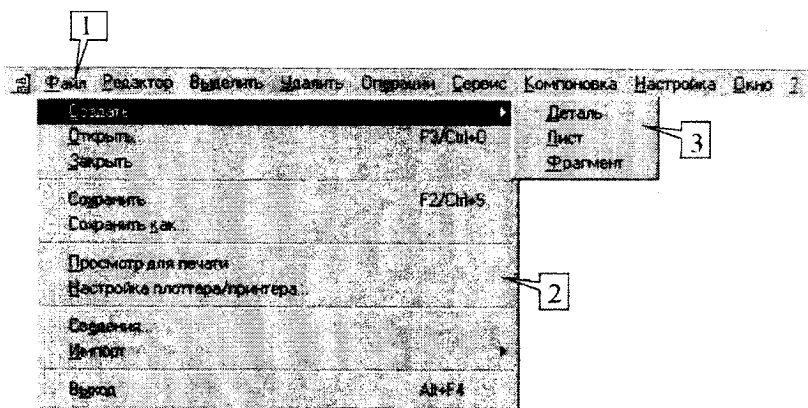 1
Файл Редактор Выделить Удалить Операции Сервис Компоновка Настройка Окно ?
Создать
Деталь
Открыть F3/Ctrl+O
Лист
3
Закрыть
Фрагмент
Сохранить F2/Ctrl+S
Сохранить как...
Просмотр для печати
2
Настройка плоттера/принтера...
Сведения...
Импорт
Выход Alt+F4